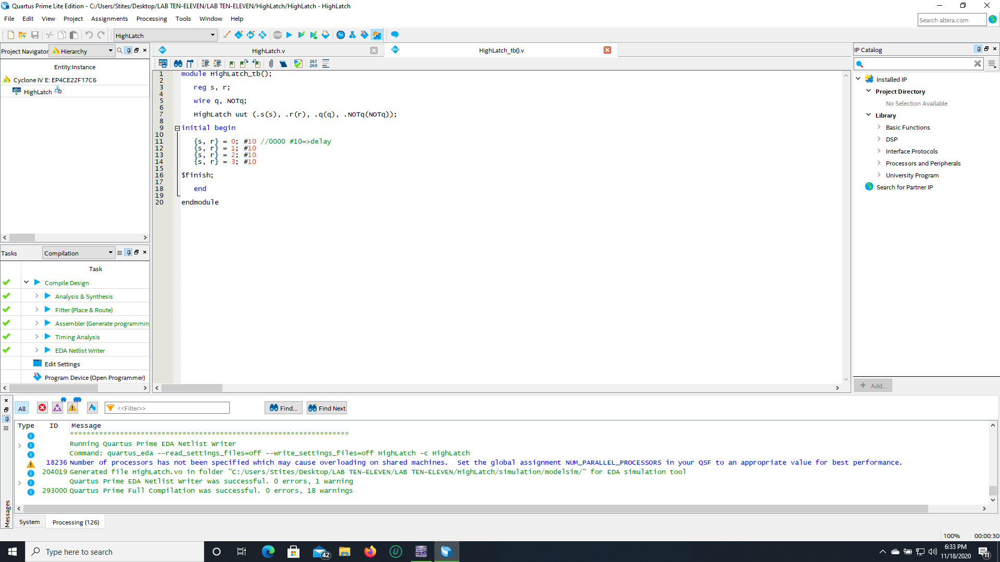 Quartus Prime Lite Edition - C:/Users/Stites/Desktop/LAB TEN-ELEVEN/LAB TEN-ELEVEN/HighLatch/HighLatch - HighLatch
File Edit View Project Assignments Processing Tools Window Help
Search altera.com
HighLatch
STOP
Project Navigator Hierarchy
Entity:Instance
Cyclone IV E: EP4CE22F17C6
abc HighLatch
Tasks Compilation
Task
Compile Design
Analysis & Synthesis
Fitter (Place & Route)
Assembler (Generate programmin
Timing Analysis
EDA Netlist Writer
Edit Settings
Program Device (Open Programmer)
abc HighLatch.v
abc HighLatch_tb().v
267
268
1 module HighLatch_tb();
2
3 reg s, r;
4
5 wire q, NOTq;
6
7 HighLatch uut (.s(s), .r(r), .q(q), .NOTq(NOTq));
8
9 initial begin
10
11 {s, r} = 0; #10 //0000 #10=>delay
12 {s, r} = 1; #10
13 {s, r} = 2; #10
14 {s, r} = 3; #10
15
16 $finish;
17
18 end
19
20 endmodule
IP Catalog
Installed IP
Project Directory
No Selection Available
Library
Basic Functions
DSP
Interface Protocols
Processors and Peripherals
University Program
Search for Partner IP
+ Add...
All <<Filter>> Find... Find Next
Type ID Message
*******************************************************************
Running Quartus Prime EDA Netlist Writer
Command: quartus_eda --read_settings_files=off --write_settings_files=off HighLatch -c HighLatch
18236 Number of processors has not been specified which may cause overloading on shared machines.  Set the global assignment NUM_PARALLEL_PROCESSORS in your QSF to an appropriate value for best performance.
204019 Generated file HighLatch.vo in folder "C:/Users/Stites/Desktop/LAB TEN-ELEVEN/LAB TEN-ELEVEN/HighLatch/simulation/modelsim/" for EDA simulation tool
Quartus Prime EDA Netlist Writer was successful. 0 errors, 1 warning
293000 Quartus Prime Full Compilation was successful. 0 errors, 18 warnings
Messages
System Processing (126)
100% 00:00:30
Type here to search
42
6:33 PM
11/18/2020
11